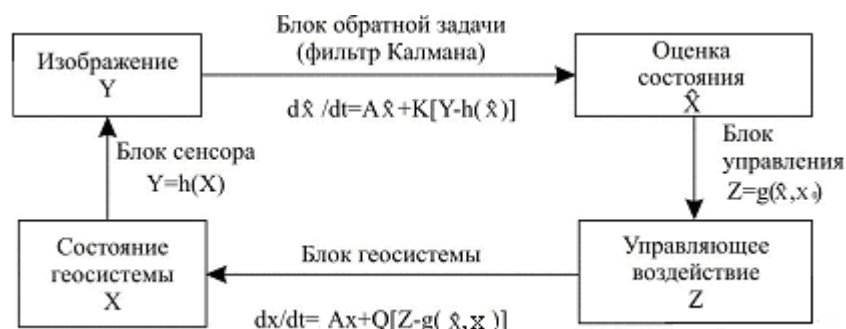 Блок обратной задачи
(фильтр Калмана)
Изображение
Y
Оценка
состояния
X̂
dx̂ /dt=Ax̂+K[Y-h( x̂ )]
Блок сенсора
Y=h(X)
Блок
управления
Z=g(x̂,x₀)
Состояние
геосистемы
X
Блок геосистемы
Управляющее
воздействие
Z
dx/dt= Ax+Q[Z-g( x̂,x )]